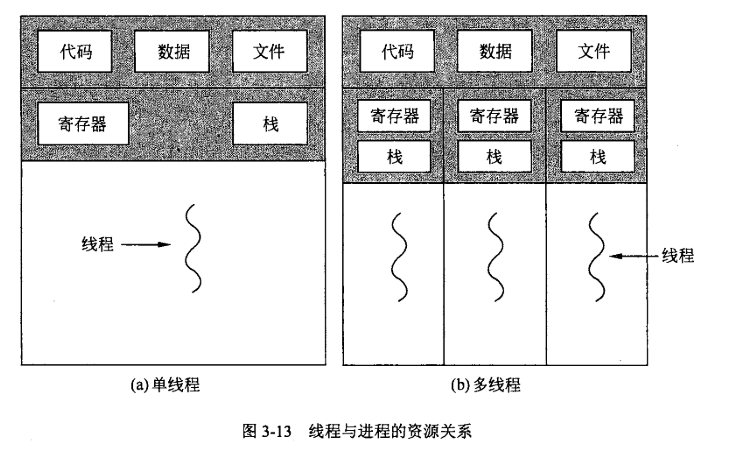 代码 数据 文件 代码 数据 文件
寄存器 栈 寄存器 寄存器 寄存器
栈 栈 栈
线程 线程
(a)单线程 (b)多线程
图 3-13 线程与进程的资源关系